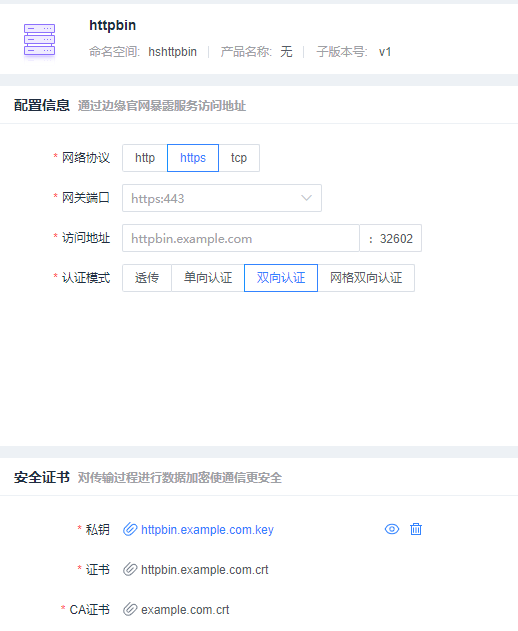 httpbin
命名空间: hshttpbin 产品名称: 无 子版本号: v1
配置信息 通过边缘官网暴露服务访问地址
* 网络协议 http https tcp
* 网关端口 https:443
* 访问地址 httpbin.example.com : 32602
* 认证模式 透传 单向认证 双向认证 网格双向认证
安全证书 对传输过程进行数据加密使通信更安全
* 私钥 httpbin.example.com.key
* 证书 httpbin.example.com.crt
* CA证书 example.com.crt